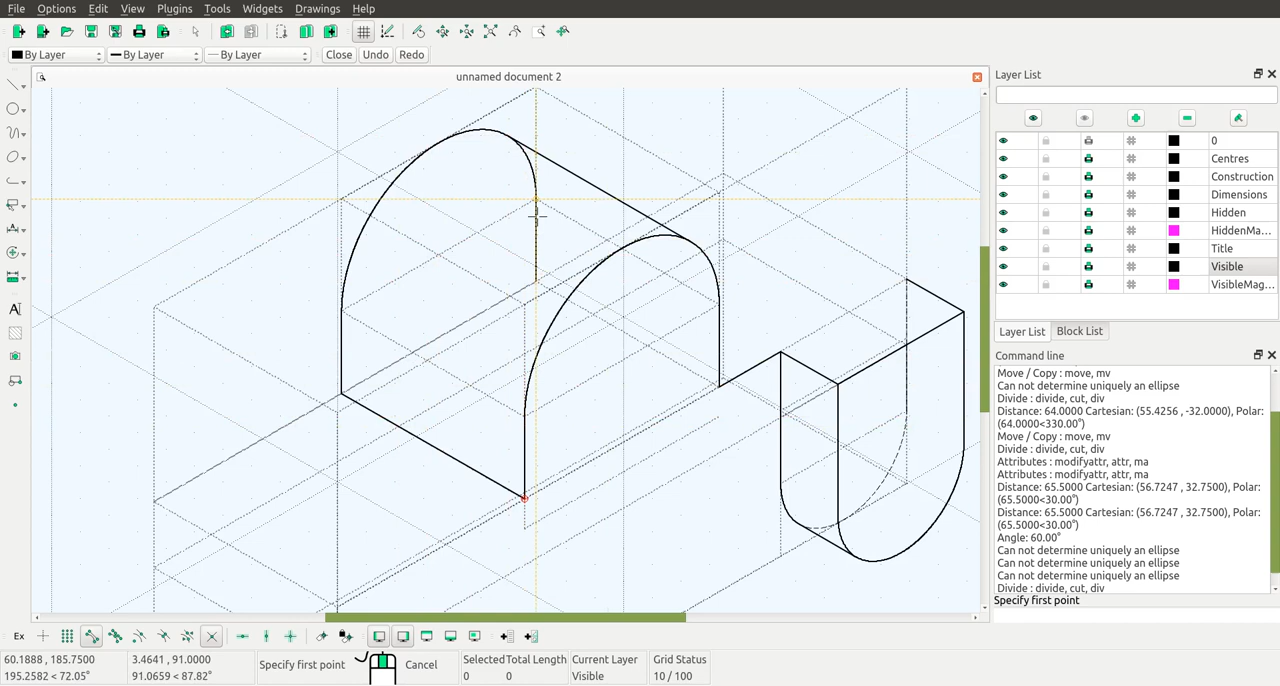 File Options Edit View Plugins Tools Widgets Drawings Help
By Layer By Layer By Layer Close Undo Redo
unnamed document 2
Layer List
0
Centres
Construction
Dimensions
Hidden
HiddenMa...
Title
Visible
VisibleMag...
Layer List Block List
Command line
Move / Copy : move, mv
Can not determine uniquely an ellipse
Divide : divide, cut, div
Distance: 64.0000 Cartesian: (55.4256 , -32.0000), Polar:
(64.0000<330.00°)
Move / Copy : move, mv
Divide : divide, cut, div
Attributes : modifyattr, attr, ma
Attributes : modifyattr, attr, ma
Distance: 65.5000 Cartesian: (56.7247 , 32.7500), Polar:
(65.5000<30.00°)
Distance: 65.5000 Cartesian: (56.7247 , 32.7500), Polar:
(65.5000<30.00°)
Angle: 60.00°
Can not determine uniquely an ellipse
Can not determine uniquely an ellipse
Can not determine uniquely an ellipse
Divide : divide, cut, div
Specify first point
Ex
60.1888 , 185.7500
195.2582 < 72.05°
3.4641 , 91.0000
91.0659 < 87.82°
Specify first point
Cancel
Selected Total Length
0 0
Current Layer
Visible
Grid Status
10 / 100